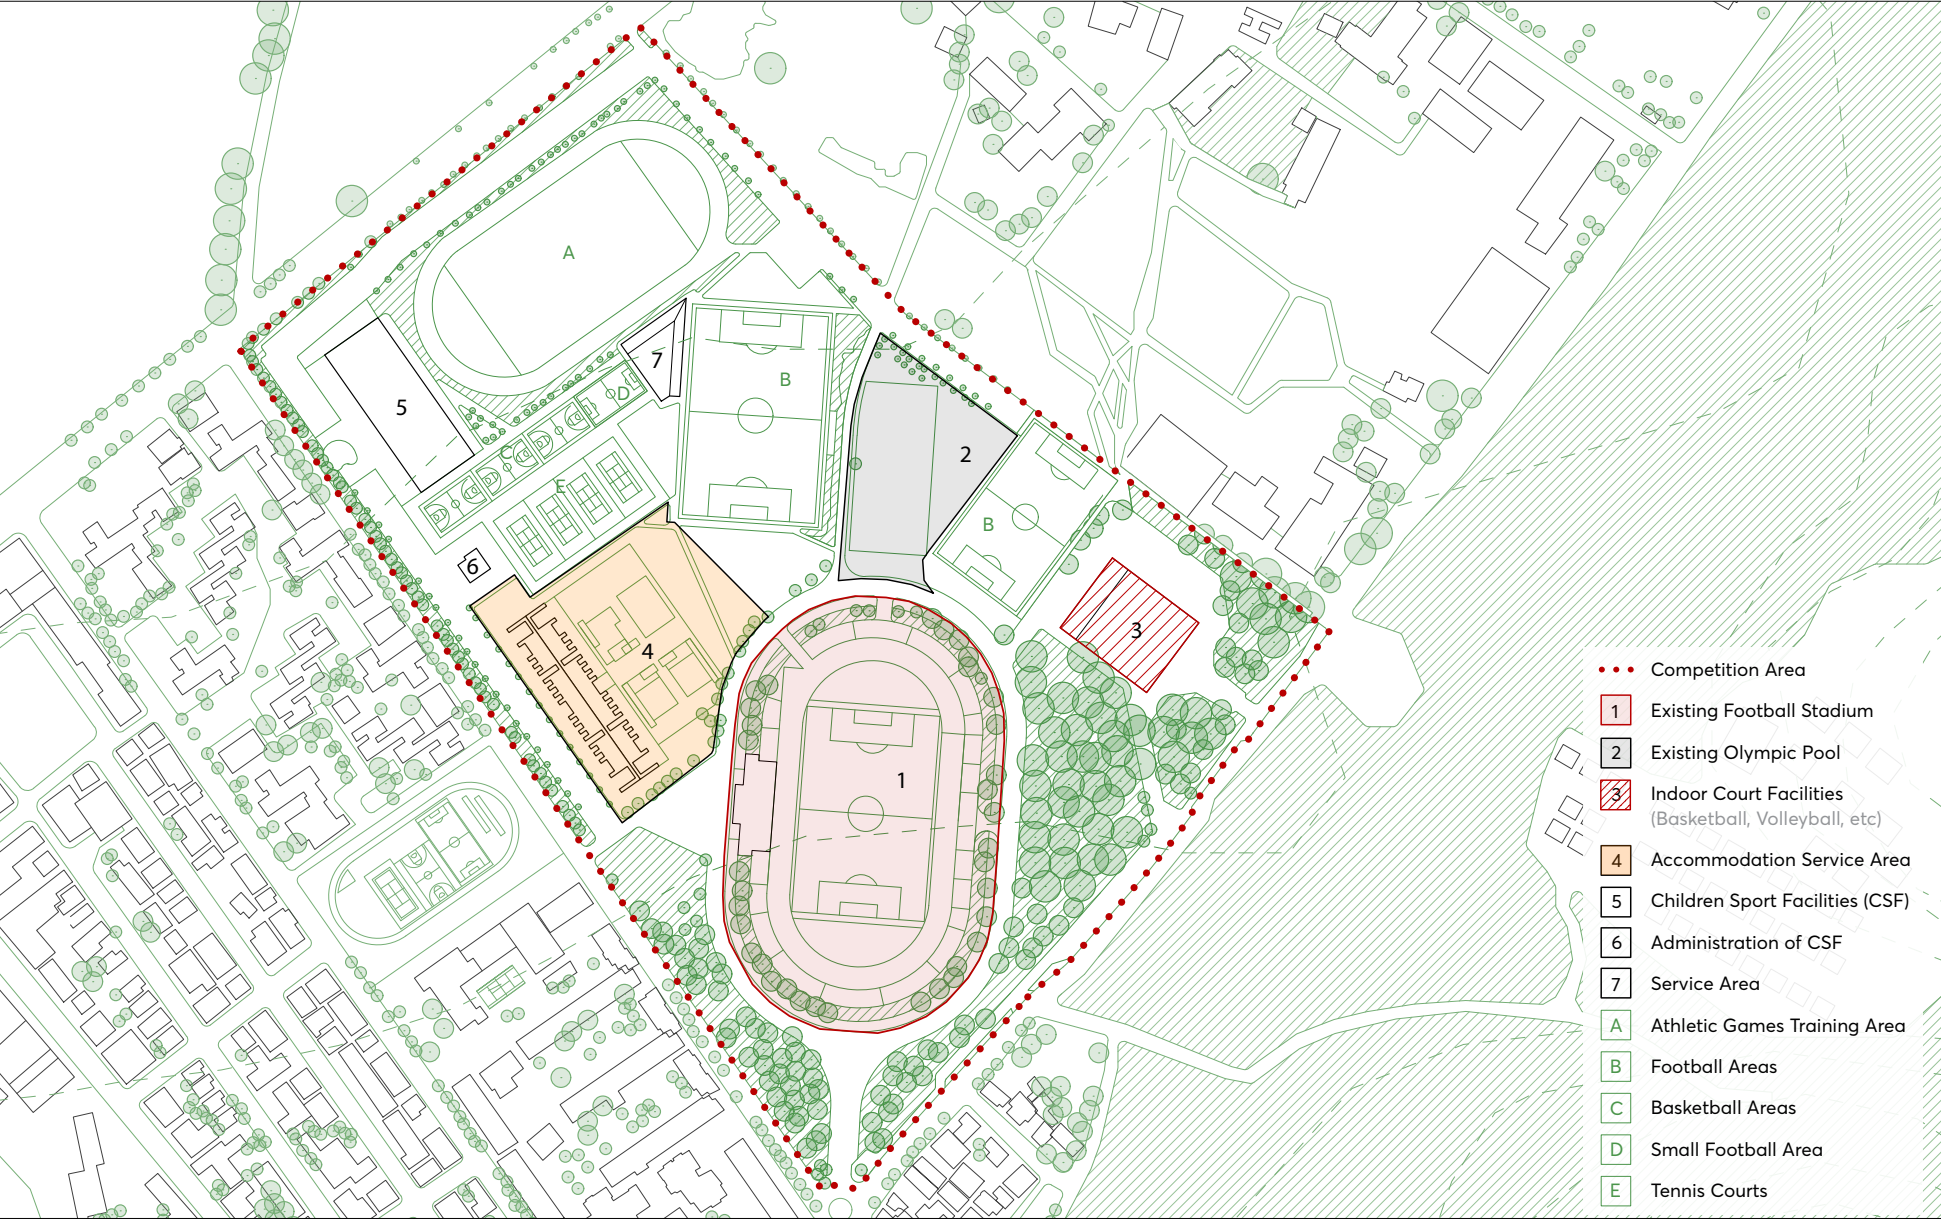 A
7
D
B
5
C
2
E
B
6
3
4
1
Competition Area
1 Existing Football Stadium
2 Existing Olympic Pool
3 Indoor Court Facilities
(Basketball, Volleyball, etc)
4 Accommodation Service Area
5 Children Sport Facilities (CSF)
6 Administration of CSF
7 Service Area
A Athletic Games Training Area
B Football Areas
C Basketball Areas
D Small Football Area
E Tennis Courts